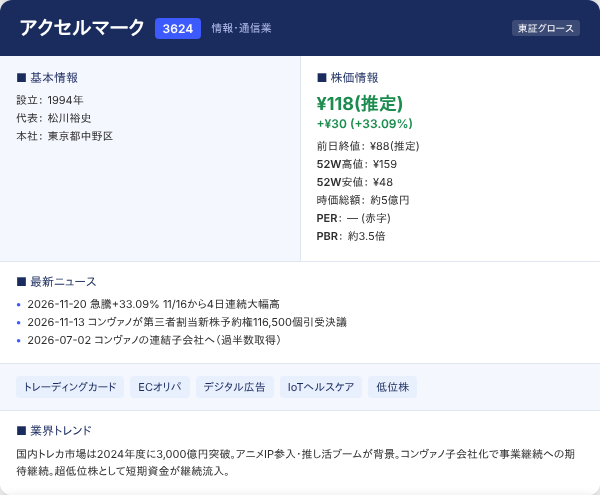 アクセルマーク 3624 情報・通信業 東証グロース
■ 基本情報
設立: 1994年
代表: 松川裕史
本社: 東京都中野区
■ 株価情報
¥118(推定)
+¥30 (+33.09%)
前日終値: ¥88(推定)
52W高値: ¥159
52W安値: ¥48
時価総額: 約5億円
PER: — (赤字)
PBR: 約3.5倍
■ 最新ニュース
• 2026-11-20 急騰+33.09% 11/16から4日連続大幅高
• 2026-11-13 コンヴァノが第三者割当新株予約権116,500個引受決議
• 2026-07-02 コンヴァノの連結子会社へ（過半数取得）
トレーディングカード ECオリパ デジタル広告 IoTヘルスケア 低位株
■ 業界トレンド
国内トレカ市場は2024年度に3,000億円突破。アニメIP参入・推し活ブームが背景。コンヴァノ子会社化で事業継続への期
待継続。超低位株として短期資金が継続流入。